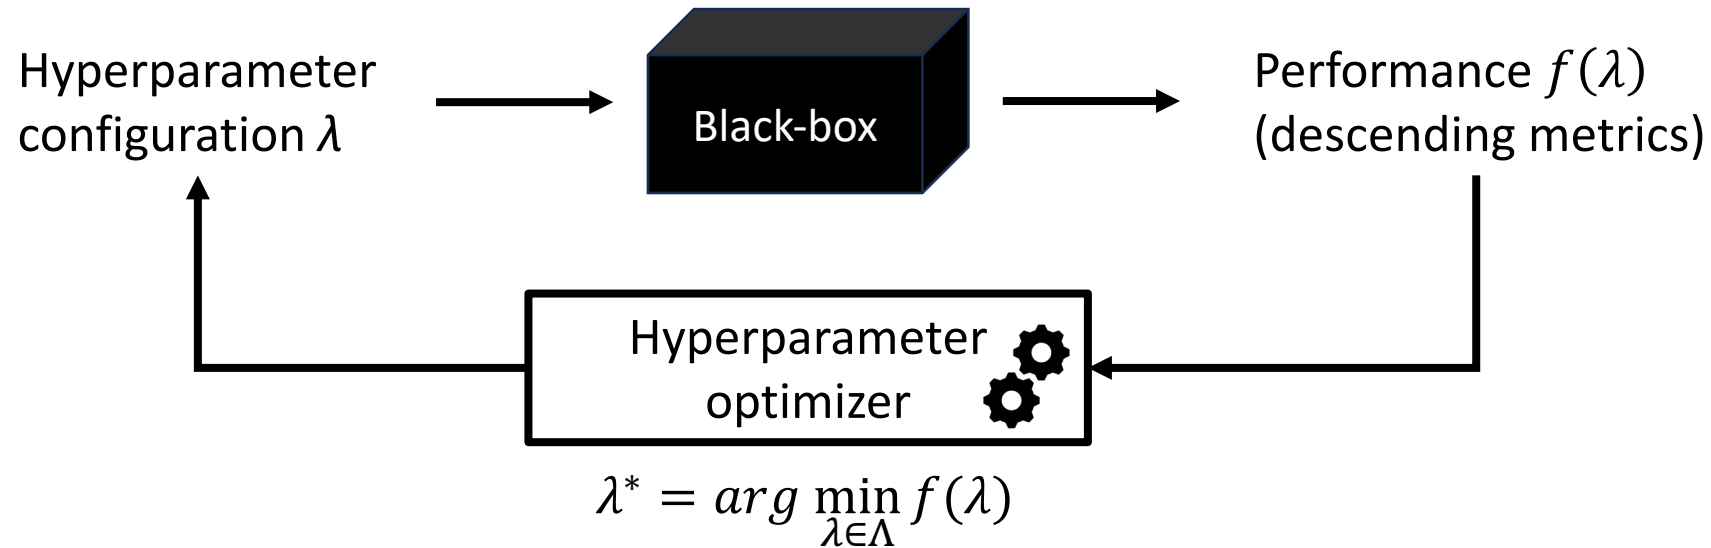 Hyperparameter
configuration λ
Black-box
Performance f(λ)
(descending metrics)
Hyperparameter
optimizer
λ* = arg min f(λ)
λ∈Λ